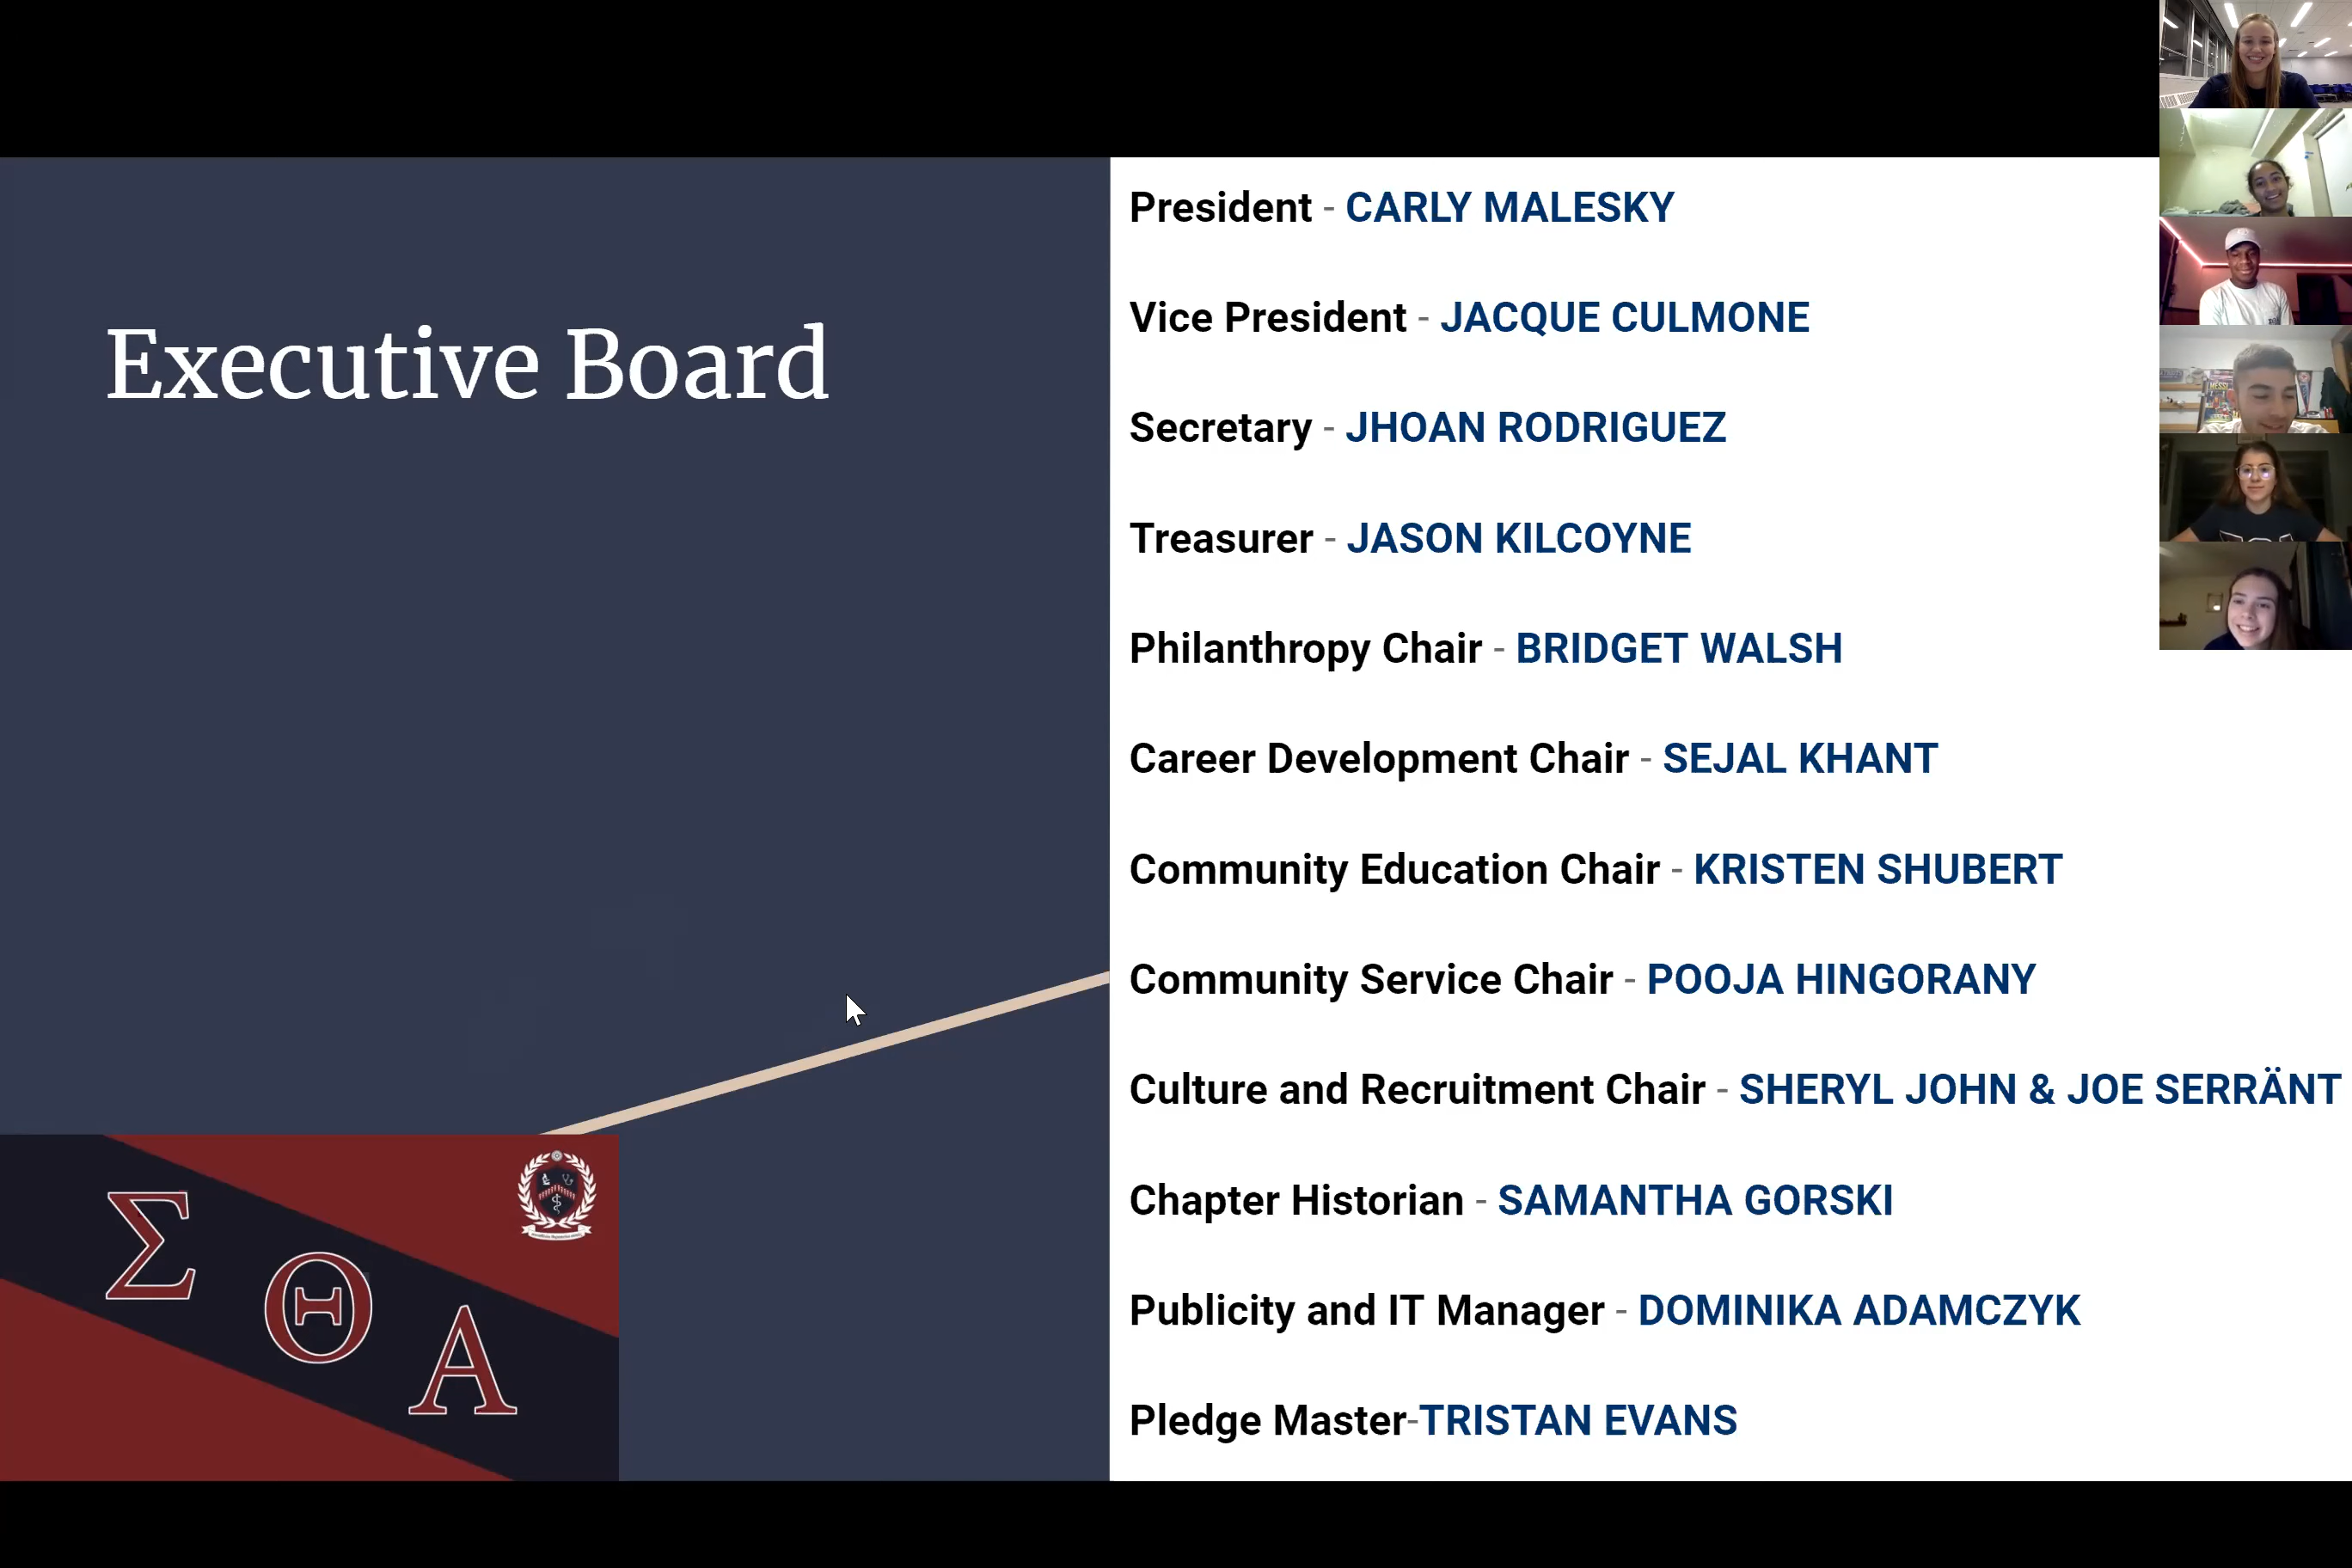 Executive Board
President - CARLY MALESKY
Vice President - JACQUE CULMONE
Secretary - JHOAN RODRIGUEZ
Treasurer - JASON KILCOYNE
Philanthropy Chair - BRIDGET WALSH
Career Development Chair - SEJAL KHANT
Community Education Chair - KRISTEN SHUBERT
Community Service Chair - POOJA HINGORANY
Culture and Recruitment Chair - SHERYL JOHN & JOE SERRÄNT
Chapter Historian - SAMANTHA GORSKI
Publicity and IT Manager - DOMINIKA ADAMCZYK
Pledge Master-TRISTAN EVANS
Σ Θ Α